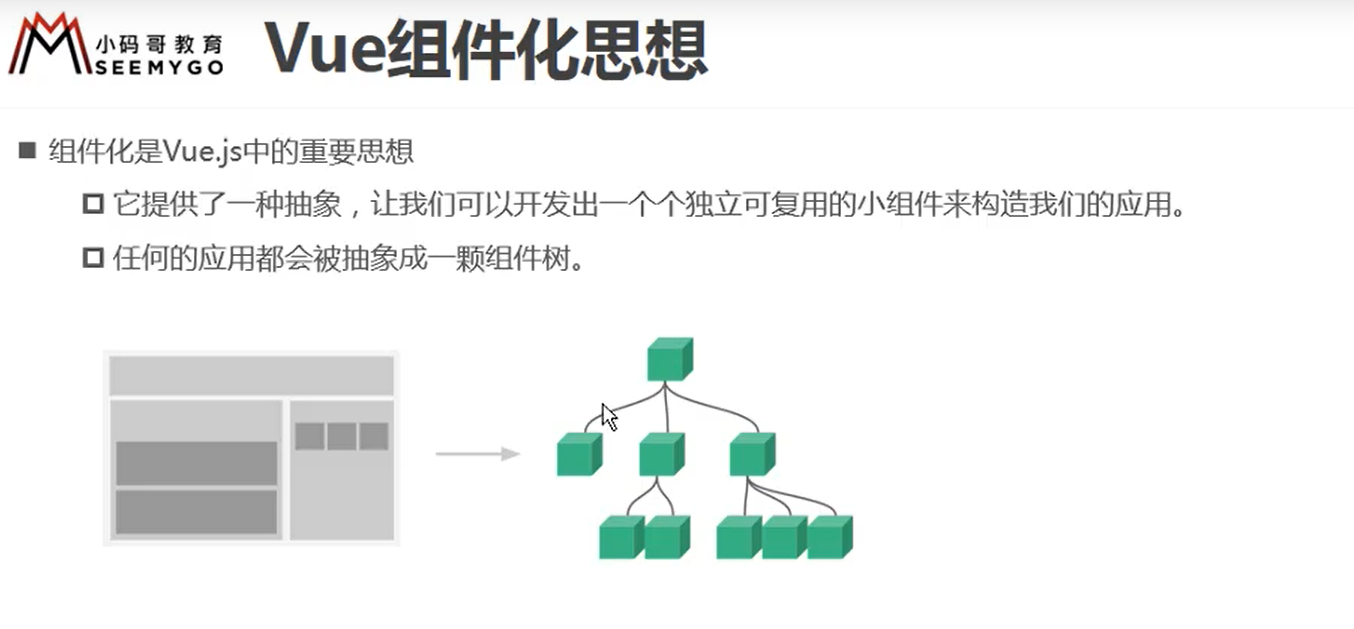 小码哥教育
SEEMYGO
Vue组件化思想
组件化是Vue.js中的重要思想
它提供了一种抽象，让我们可以开发出一个个独立可复用的小组件来构造我们的应用。
任何的应用都会被抽象成一颗组件树。